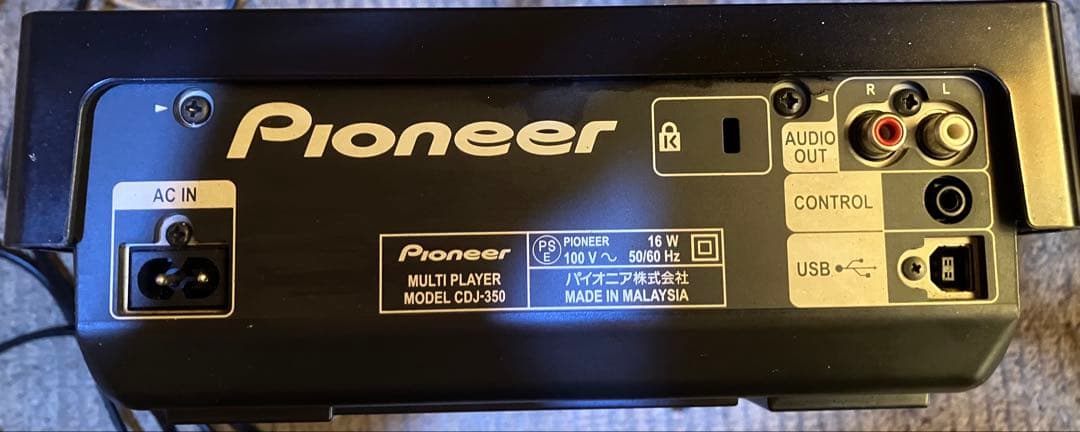 Pioneer
AC IN
K
R L
AUDIO
OUT
CONTROL
USB
Pioneer
MULTI PLAYER
MODEL CDJ-350
PS
E
PIONEER 16 W
100 V ~ 50/60 Hz
パイオニア株式会社
MADE IN MALAYSIA